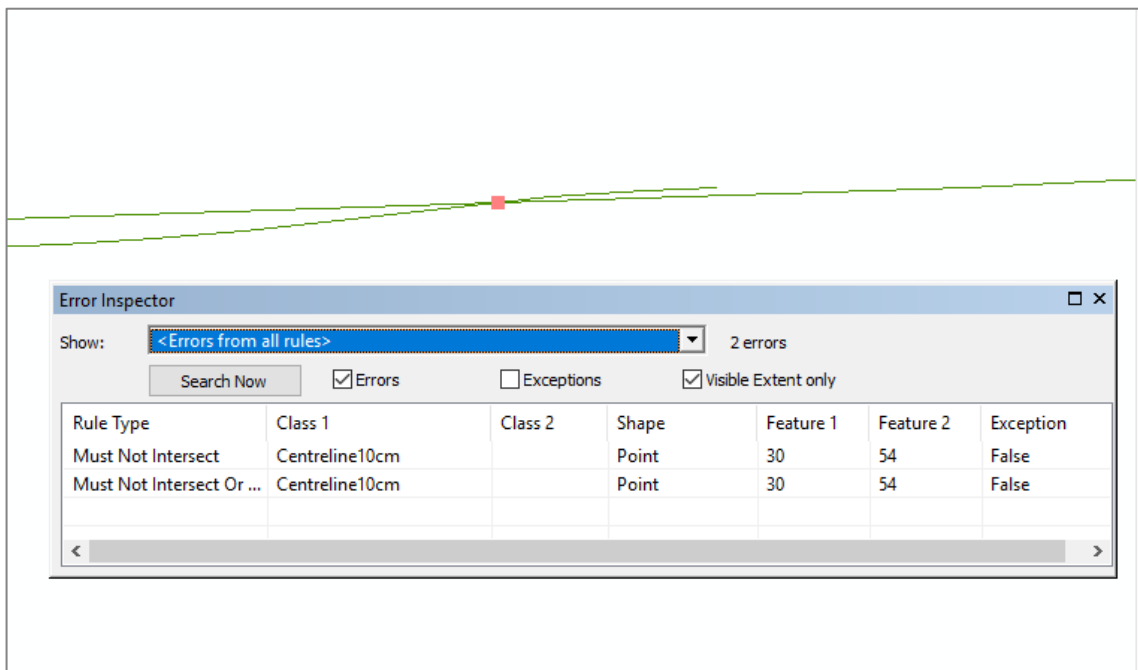 Error Inspector
Show: <Errors from all rules> 2 errors
Search Now Errors Exceptions Visible Extent only
Rule Type Class 1 Class 2 Shape Feature 1 Feature 2 Exception
Must Not Intersect Centreline10cm Point 30 54 False
Must Not Intersect Or ... Centreline10cm Point 30 54 False